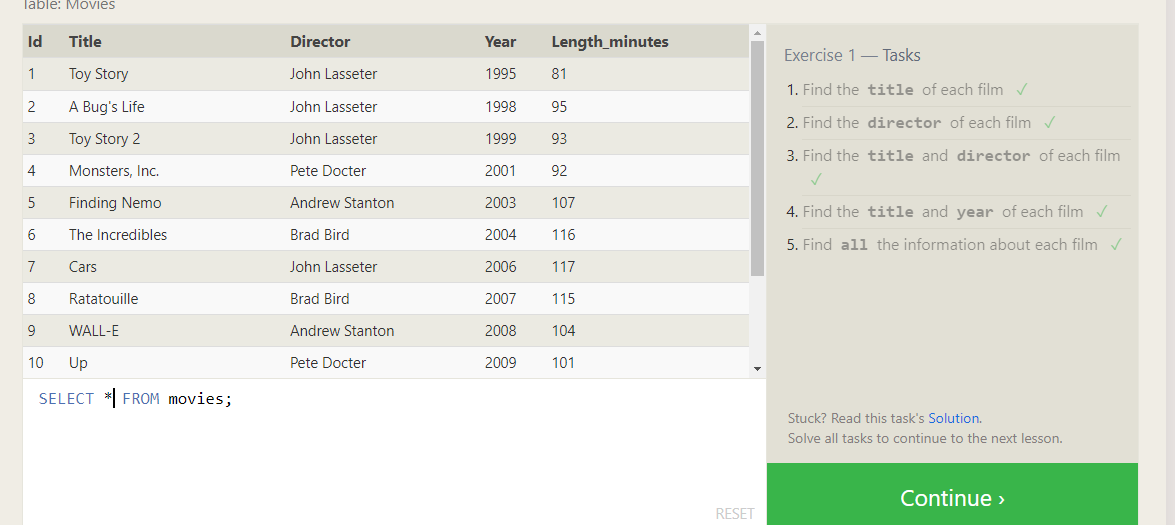 Table: Movies
Id Title Director Year Length_minutes
1 Toy Story John Lasseter 1995 81
2 A Bug's Life John Lasseter 1998 95
3 Toy Story 2 John Lasseter 1999 93
4 Monsters, Inc. Pete Docter 2001 92
5 Finding Nemo Andrew Stanton 2003 107
6 The Incredibles Brad Bird 2004 116
7 Cars John Lasseter 2006 117
8 Ratatouille Brad Bird 2007 115
9 WALL-E Andrew Stanton 2008 104
10 Up Pete Docter 2009 101
SELECT * FROM movies;
RESET
Exercise 1 — Tasks
1. Find the title of each film ✓
2. Find the director of each film ✓
3. Find the title and director of each film
✓
4. Find the title and year of each film ✓
5. Find all the information about each film ✓
Stuck? Read this task's Solution.
Solve all tasks to continue to the next lesson.
Continue ›